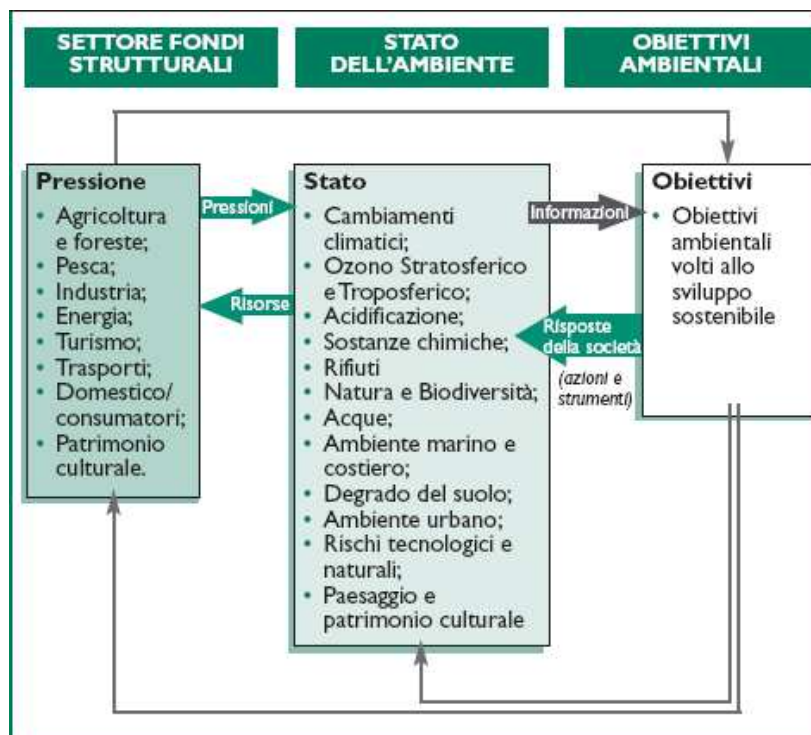 SETTORE FONDI
STRUTTURALI
STATO
DELL'AMBIENTE
OBIETTIVI
AMBIENTALI
Pressione
• Agricoltura
e foreste;
• Pesca;
• Industria;
• Energia;
• Turismo;
• Trasporti;
• Domestico/
consumatori;
• Patrimonio
culturale.
Pressioni
Risorse
Stato
• Cambiamenti
climatici;
• Ozono Stratosferico
e Troposferico;
• Acidificazione;
• Sostanze chimiche;
• Rifiuti
• Natura e Biodiversità;
• Acque;
• Ambiente marino e
costiero;
• Degrado del suolo;
• Ambiente urbano;
• Rischi tecnologici e
naturali;
• Paesaggio e
patrimonio culturale
Informazioni
Risposte
della società
(azioni e
strumenti)
Obiettivi
• Obiettivi
ambientali
volti allo
sviluppo
sostenibile